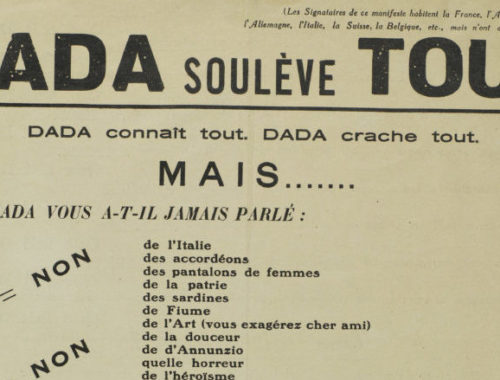 (Les Signataires de ce manifeste habitent la France, l'A
l'Allemagne, l'Italie, la Suisse, la Belgique, etc., mais n'ont
ADA SOULÈVE TOU
DADA connaît tout. DADA crache tout.
MAIS.......
ADA VOUS A-T-IL JAMAIS PARLÉ :
de l'Italie
des accordéons
des pantalons de femmes
de la patrie
des sardines
de Fiume
de l'Art (vous exagérez cher ami)
de la douceur
de d'Annunzio
quelle horreur
de l'héroïsme
= NON
NON